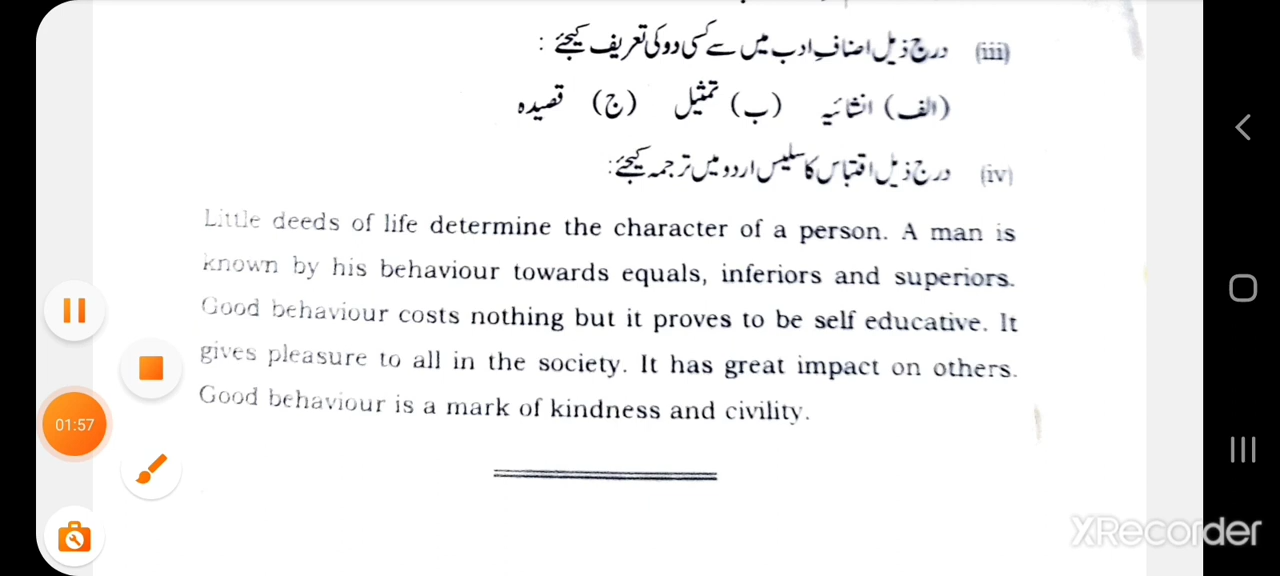 (iii) درج ذیل اصنافِ ادب میں سے کسی دو کی تعریف کیجئے :
(الف) انشائیہ (ب) تمثیل (ج) قصیدہ
(iv) درج ذیل اقتباس کا سلیس اردو میں ترجمہ کیجئے:
Little deeds of life determine the character of a person. A man is
known by his behaviour towards equals, inferiors and superiors.
Good behaviour costs nothing but it proves to be self educative. It
gives pleasure to all in the society. It has great impact on others.
Good behaviour is a mark of kindness and civility.
01:57
XRecorder